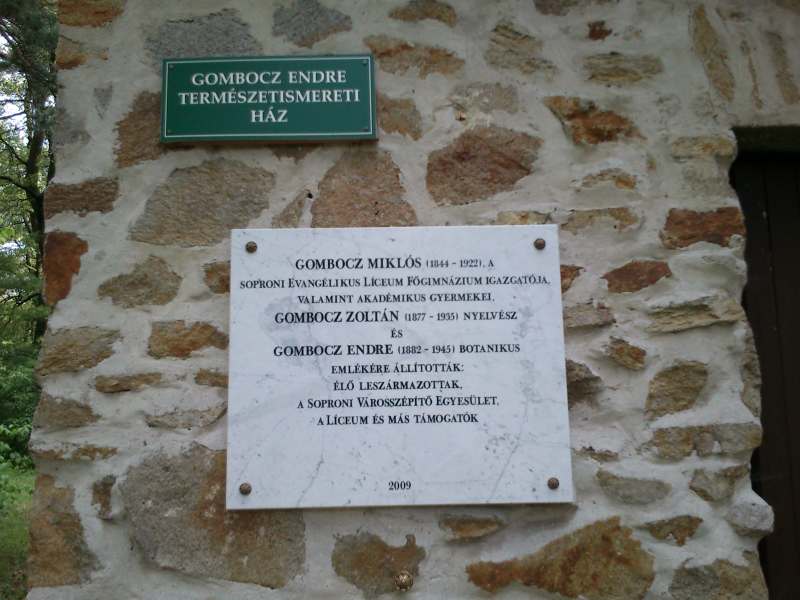 GOMBOCZ ENDRE
TERMÉSZETISMERETI
HÁZ
GOMBOCZ MIKLÓS (1844 - 1922), A
SOPRONI EVANGÉLIKUS LÍCEUM FŐGIMNÁZIUM IGAZGATÓJA,
VALAMINT AKADÉMIKUS GYERMEKEI,
GOMBOCZ ZOLTÁN (1877 - 1935) NYELVÉSZ
ÉS
GOMBOCZ ENDRE (1882 - 1945) BOTANIKUS
EMLÉKÉRE ÁLLÍTOTTÁK:
ÉLŐ LESZÁRMAZOTTAK,
A SOPRONI VÁROSSZÉPÍTŐ EGYESÜLET,
A LÍCEUM ÉS MÁS TÁMOGATÓK
2009